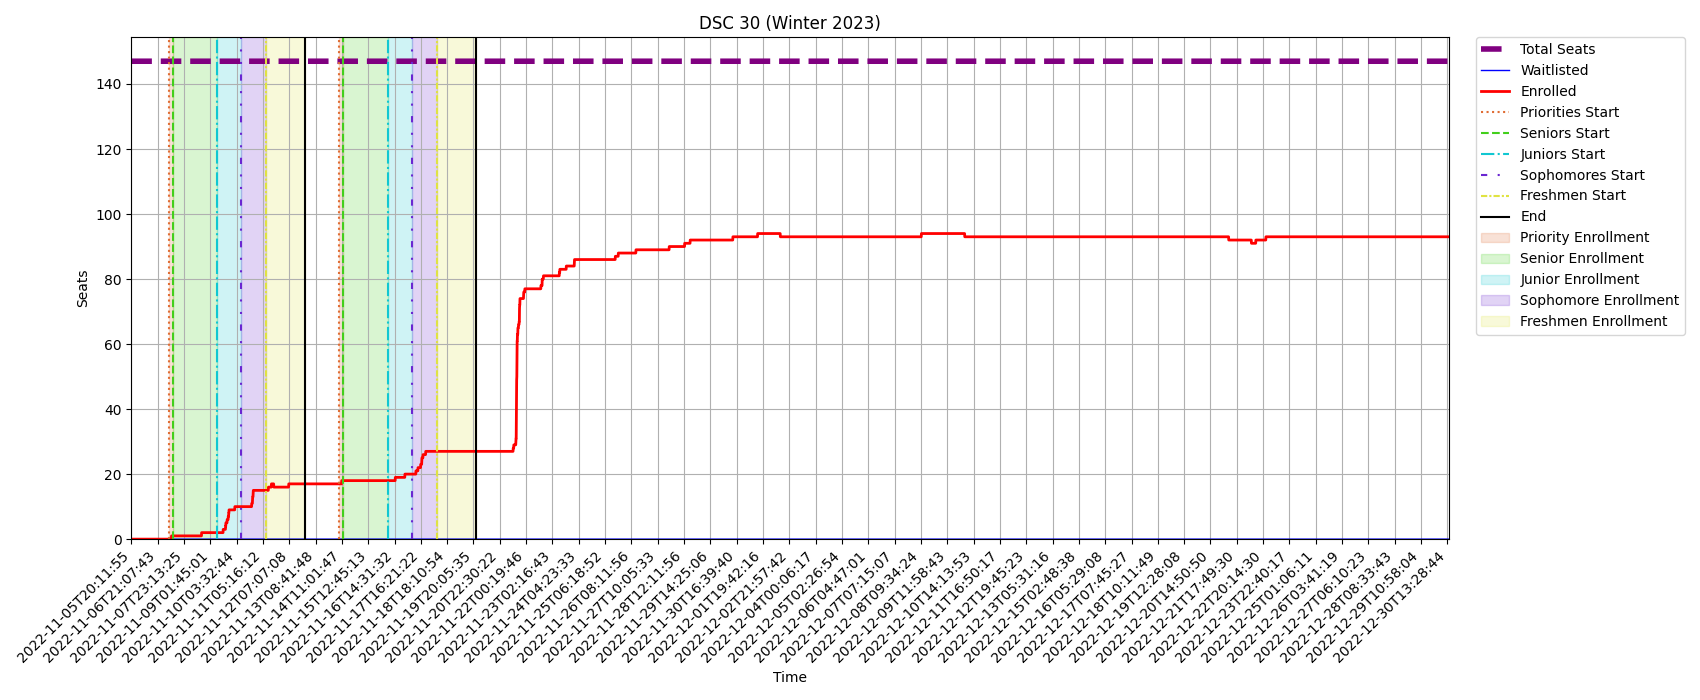 DSC 30 (Winter 2023)
Seats
140
120
100
80
60
40
20
0
2022-11-05T20:11:55
2022-11-06T21:07:43
2022-11-07T23:13:25
2022-11-09T01:45:01
2022-11-10T03:32:44
2022-11-11T05:16:12
2022-11-12T07:07:08
2022-11-13T08:41:48
2022-11-14T11:01:47
2022-11-15T12:45:13
2022-11-16T14:31:32
2022-11-17T16:21:22
2022-11-18T18:10:54
2022-11-19T20:05:35
2022-11-20T22:30:22
2022-11-22T00:19:46
2022-11-23T02:16:43
2022-11-24T04:23:33
2022-11-25T06:18:52
2022-11-26T08:11:56
2022-11-27T10:05:33
2022-11-28T12:11:56
2022-11-29T14:25:06
2022-11-30T16:39:40
2022-12-01T19:42:16
2022-12-02T21:57:42
2022-12-04T00:06:17
2022-12-05T02:26:54
2022-12-06T04:47:01
2022-12-07T07:15:07
2022-12-08T09:34:24
2022-12-09T11:58:43
2022-12-10T14:13:53
2022-12-11T16:50:17
2022-12-12T19:45:23
2022-12-13T05:31:16
2022-12-15T02:48:38
2022-12-16T05:29:08
2022-12-17T07:45:27
2022-12-18T10:11:49
2022-12-19T12:28:08
2022-12-20T14:50:50
2022-12-21T17:49:30
2022-12-22T20:14:30
2022-12-23T22:40:17
2022-12-25T01:06:11
2022-12-26T03:41:19
2022-12-27T06:10:23
2022-12-28T08:33:43
2022-12-29T10:58:04
2022-12-30T13:28:44
Time
Total Seats
Waitlisted
Enrolled
Priorities Start
Seniors Start
Juniors Start
Sophomores Start
Freshmen Start
End
Priority Enrollment
Senior Enrollment
Junior Enrollment
Sophomore Enrollment
Freshmen Enrollment